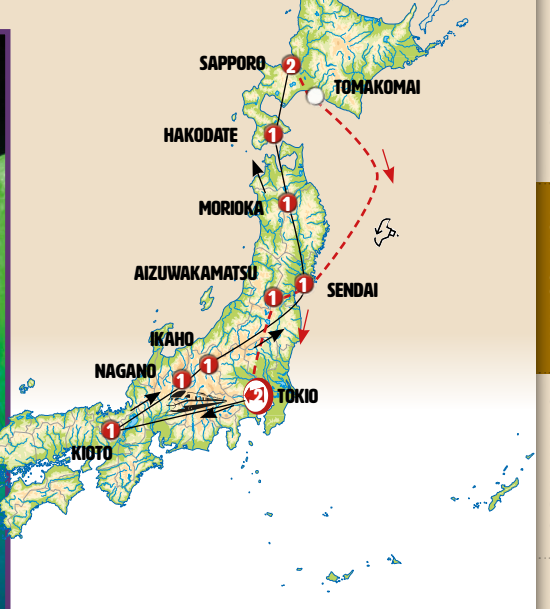 SAPPORO
2
TOMAKOMAI
HAKODATE
1
MORIOKA
1
AIZUWAKAMATSU
1
1
SENDAI
IKAHO
1
NAGANO
1
2
TOKIO
1
KIOTO